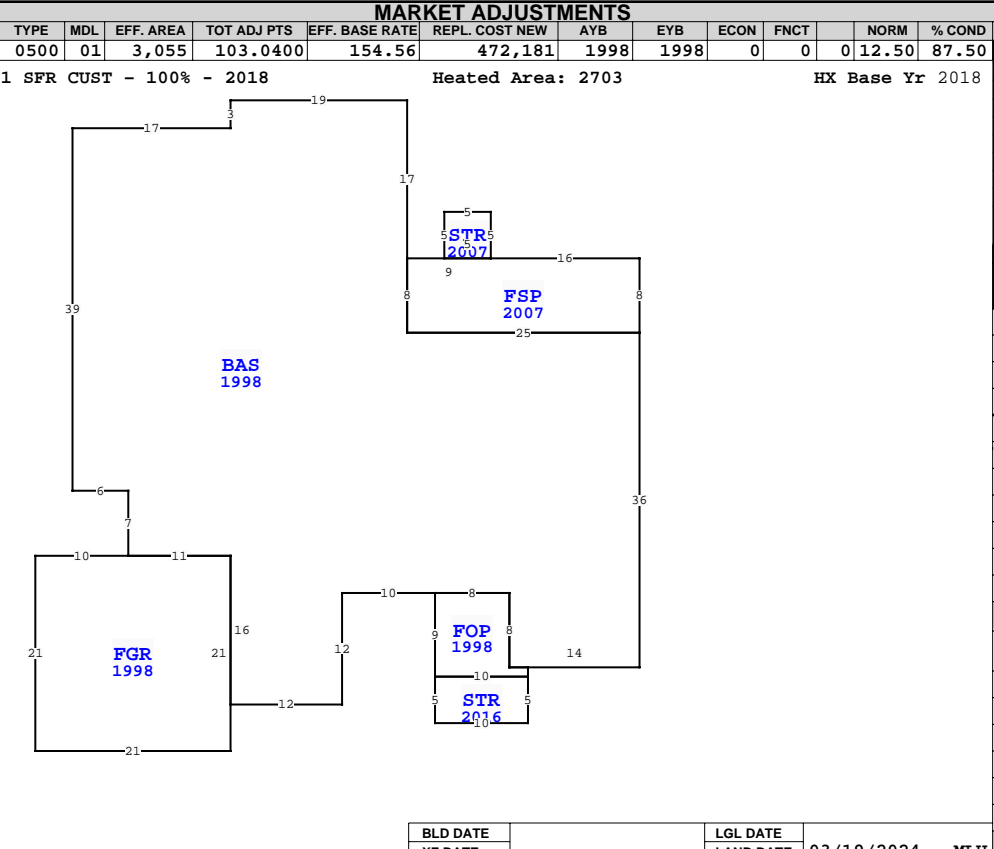 MARKET ADJUSTMENTS
TYPE MDL EFF. AREA TOT ADJ PTS EFF. BASE RATE REPL. COST NEW AYB EYB ECON FNCT NORM % COND
0500 01 3,055 103.0400 154.56 472,181 1998 1998 0 0 0 12.50 87.50
1 SFR CUST - 100% - 2018 Heated Area: 2703 HX Base Yr 2018
19
3
17
17
5
5 STR 5
5
2007
16
9
8 FSP 8
2007
39
25
BAS
1998
6
36
7
10 11
10 8
16
9 FOP 8
1998
21 FGR 21
1998
12
14
10
5 STR 5
2016
12
10
21
BLD DATE LGL DATE